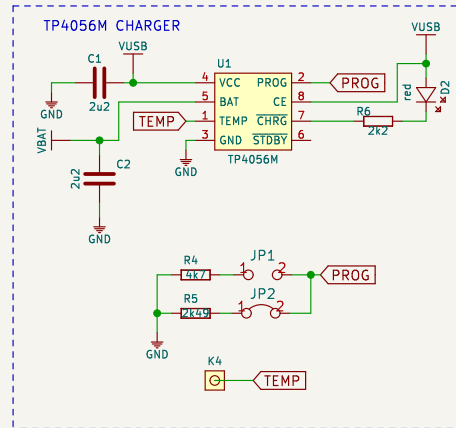 TP4056M CHARGER
C1
2u2
VUSB
GND
U1
4 VCC PROG 2
5 BAT CE 8
1 TEMP CHRG 7
3 GND STDBY 6
TP4056M
PROG
TEMP
GND
VUSB
red
D2
R6
2k2
VBAT
2u2
C2
GND
R4
4k7
1 JP1 2
PROG
R5
2k49
1 JP2 2
GND
K4
TEMP